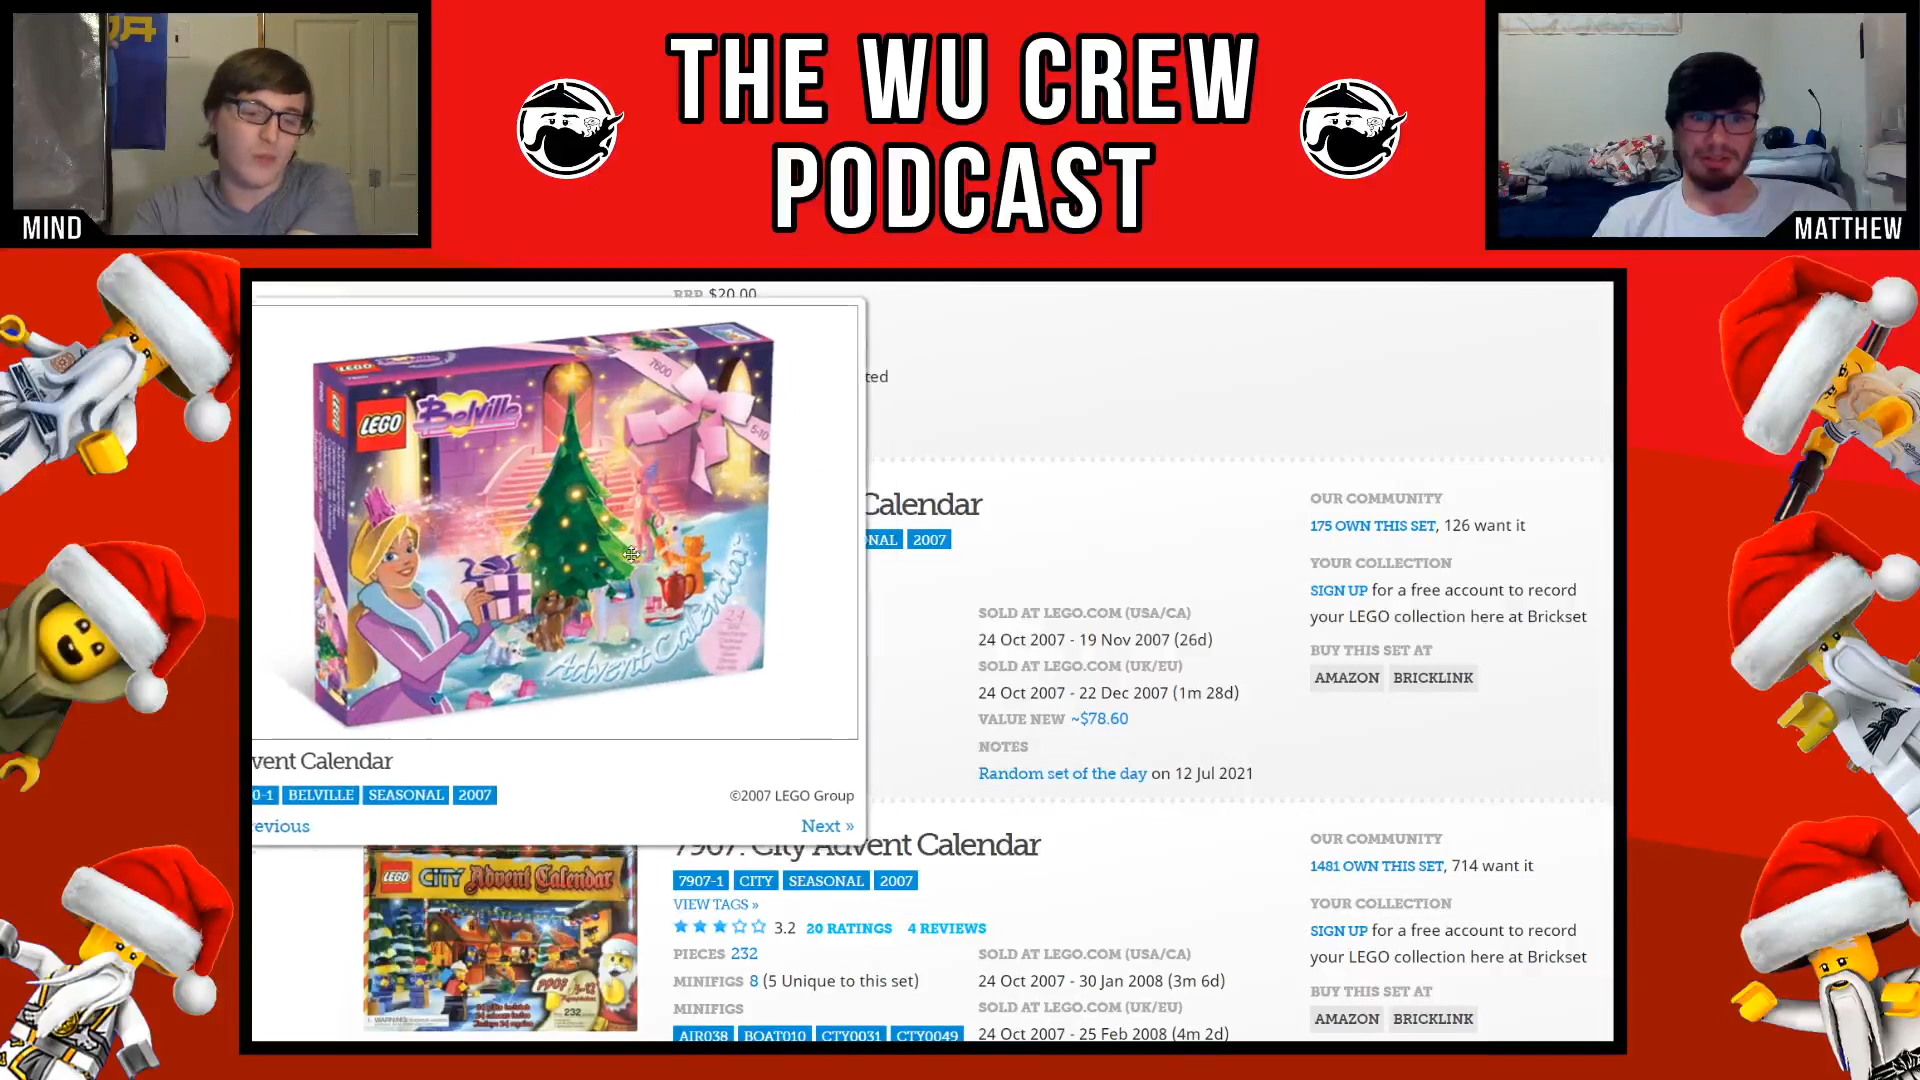 THE WU CREW
PODCAST
MIND
MATTHEW
RRP $20.00
LEGO
Belville
7600
5-10
LEGO
Advent Calendar
24
ted
Calendar
NAL 2007
SOLD AT LEGO.COM (USA/CA)
24 Oct 2007 - 19 Nov 2007 (26d)
SOLD AT LEGO.COM (UK/EU)
24 Oct 2007 - 22 Dec 2007 (1m 28d)
VALUE NEW ~$78.60
NOTES
Random set of the day on 12 Jul 2021
OUR COMMUNITY
175 OWN THIS SET, 126 want it
YOUR COLLECTION
SIGN UP for a free account to record
your LEGO collection here at Brickset
BUY THIS SET AT
AMAZON BRICKLINK
vent Calendar
0-1 BELVILLE SEASONAL 2007
©2007 LEGO Group
evious
Next »
LEGO CITY Advent Calendar
7907
232
7907: City Advent Calendar
7907-1 CITY SEASONAL 2007
VIEW TAGS »
3.2 20 RATINGS 4 REVIEWS
PIECES 232
MINIFIGS 8 (5 Unique to this set)
MINIFIGS
AIR038 BOAT010 CTY0031 CTY0049
SOLD AT LEGO.COM (USA/CA)
24 Oct 2007 - 30 Jan 2008 (3m 6d)
SOLD AT LEGO.COM (UK/EU)
24 Oct 2007 - 25 Feb 2008 (4m 2d)
OUR COMMUNITY
1481 OWN THIS SET, 714 want it
YOUR COLLECTION
SIGN UP for a free account to record
your LEGO collection here at Brickset
BUY THIS SET AT
AMAZON BRICKLINK